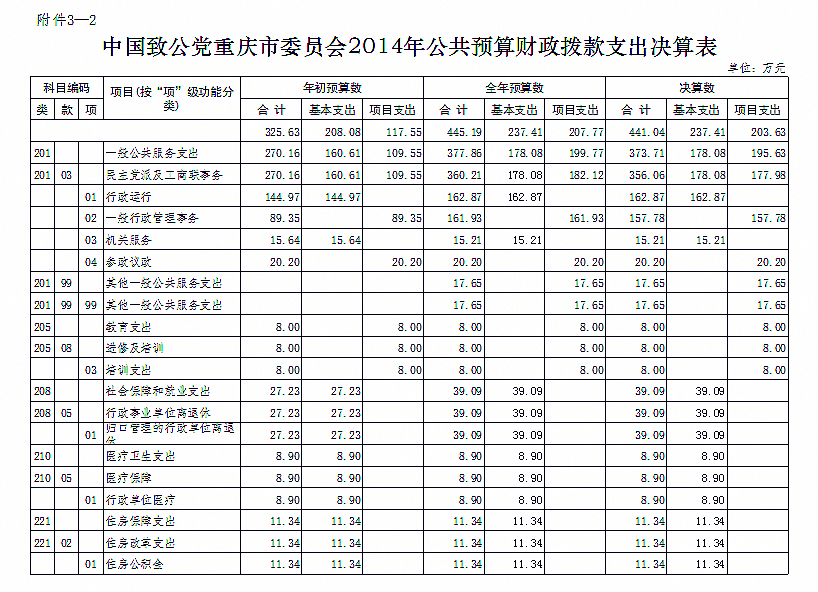 附件3—2
中国致公党重庆市委员会2014年公共预算财政拨款支出决算表
单位：万元
科目编码 项目(按“项”级功能分类) 年初预算数 全年预算数 决算数
类 款 项 合 计 基本支出 项目支出 合 计 基本支出 项目支出 合 计 基本支出 项目支出
325.63 208.08 117.55 445.19 237.41 207.77 441.04 237.41 203.63
201 一般公共服务支出 270.16 160.61 109.55 377.86 178.08 199.77 373.71 178.08 195.63
201 03 民主党派及工商联事务 270.16 160.61 109.55 360.21 178.08 182.12 356.06 178.08 177.98
01 行政运行 144.97 144.97 162.87 162.87 162.87 162.87
02 一般行政管理事务 89.35 89.35 161.93 161.93 157.78 157.78
03 机关服务 15.64 15.64 15.21 15.21 15.21 15.21
04 参政议政 20.20 20.20 20.20 20.20 20.20 20.20
201 99 其他一般公共服务支出 17.65 17.65 17.65 17.65
201 99 99 其他一般公共服务支出 17.65 17.65 17.65 17.65
205 教育支出 8.00 8.00 8.00 8.00 8.00 8.00
205 08 进修及培训 8.00 8.00 8.00 8.00 8.00 8.00
03 培训支出 8.00 8.00 8.00 8.00 8.00 8.00
208 社会保障和就业支出 27.23 27.23 39.09 39.09 39.09 39.09
208 05 行政事业单位离退休 27.23 27.23 39.09 39.09 39.09 39.09
01 归口管理的行政单位离退休 27.23 27.23 39.09 39.09 39.09 39.09
210 医疗卫生支出 8.90 8.90 8.90 8.90 8.90 8.90
210 05 医疗保障 8.90 8.90 8.90 8.90 8.90 8.90
01 行政单位医疗 8.90 8.90 8.90 8.90 8.90 8.90
221 住房保障支出 11.34 11.34 11.34 11.34 11.34 11.34
221 02 住房改革支出 11.34 11.34 11.34 11.34 11.34 11.34
01 住房公积金 11.34 11.34 11.34 11.34 11.34 11.34